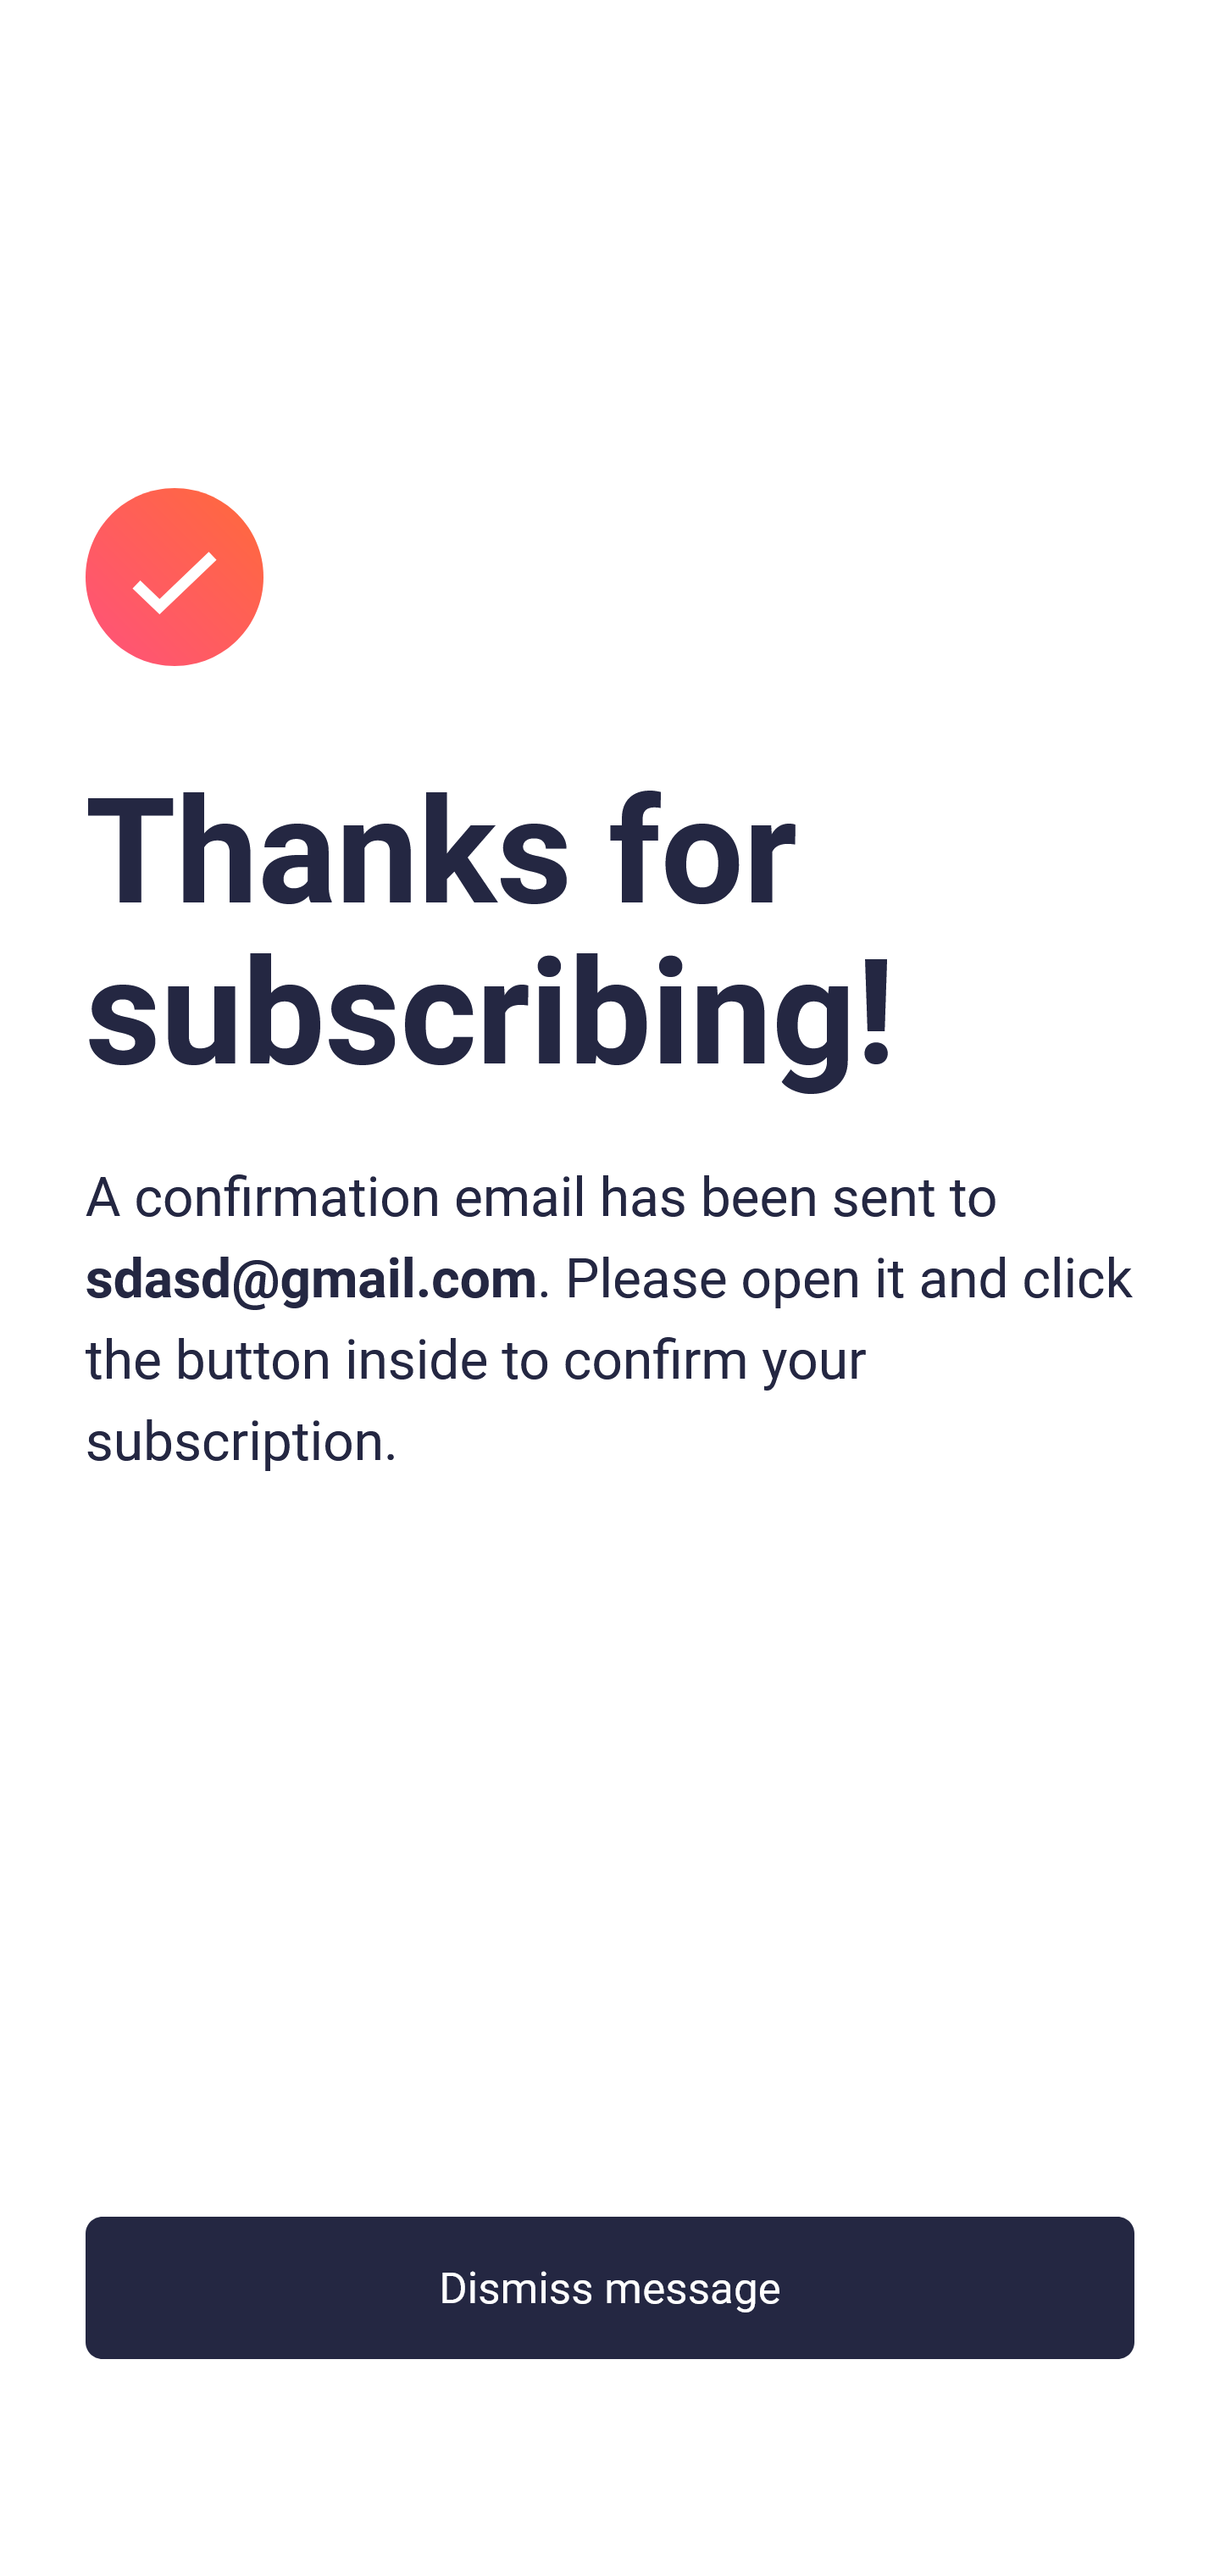 Thanks for
subscribing!
A confirmation email has been sent to
sdasd@gmail.com. Please open it and click
the button inside to confirm your
subscription.
Dismiss message